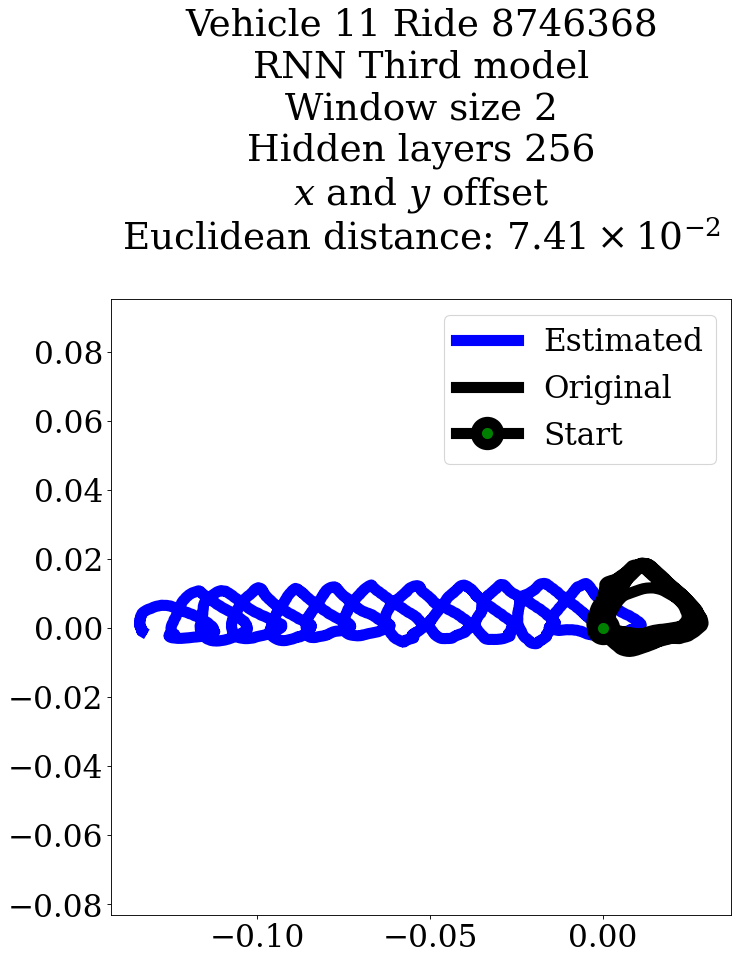 Vehicle 11 Ride 8746368
RNN Third model
Window size 2
Hidden layers 256
x and y offset
Euclidean distance: 7.41 × 10⁻²
Estimated
Original
Start
0.08
0.06
0.04
0.02
0.00
−0.02
−0.04
−0.06
−0.08
−0.10
−0.05
0.00